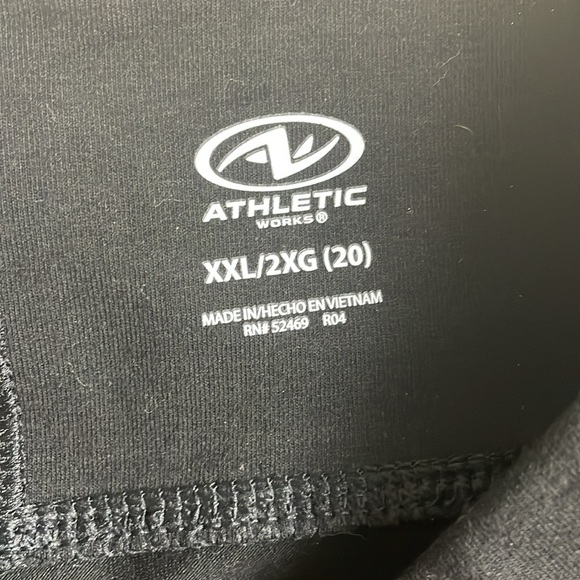 ATHLETIC
WORKS®
XXL/2XG (20)
MADE IN/HECHO EN VIETNAM
RN# 52469 R04